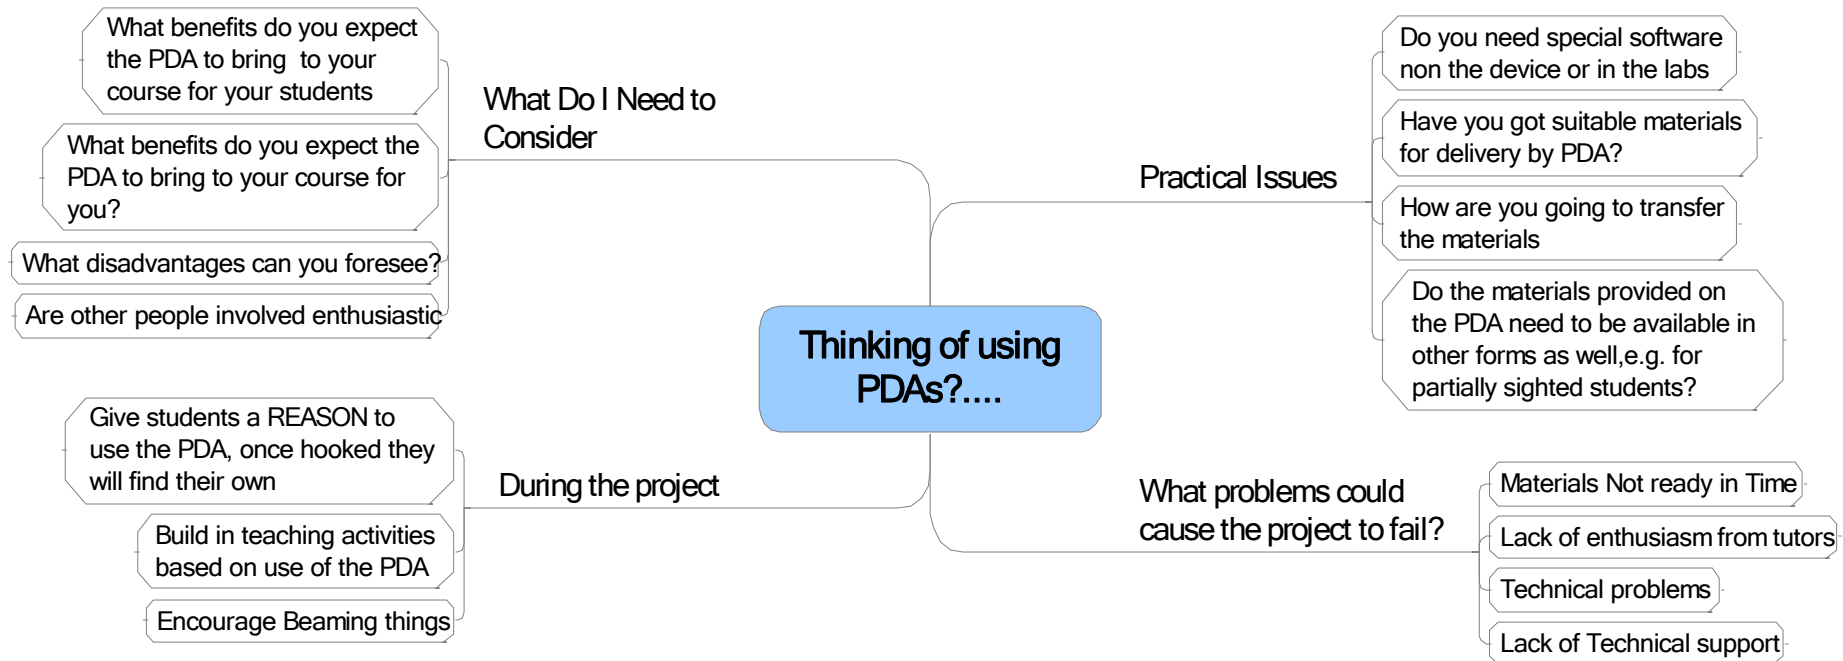 What benefits do you expect
the PDA to bring  to your
course for your students
What benefits do you expect the
PDA to bring to your course for
you?
What disadvantages can you foresee?
Are other people involved enthusiastic
What Do I Need to
Consider
Give students a REASON to
use the PDA, once hooked they
will find their own
Build in teaching activities
based on use of the PDA
Encourage Beaming things
During the project
Thinking of using
PDAs?....
Practical Issues
Do you need special software
non the device or in the labs
Have you got suitable materials
for delivery by PDA?
How are you going to transfer
the materials
Do the materials provided on
the PDA need to be available in
other forms as well,e.g. for
partially sighted students?
What problems could
cause the project to fail?
Materials Not ready in Time
Lack of enthusiasm from tutors
Technical problems
Lack of Technical support